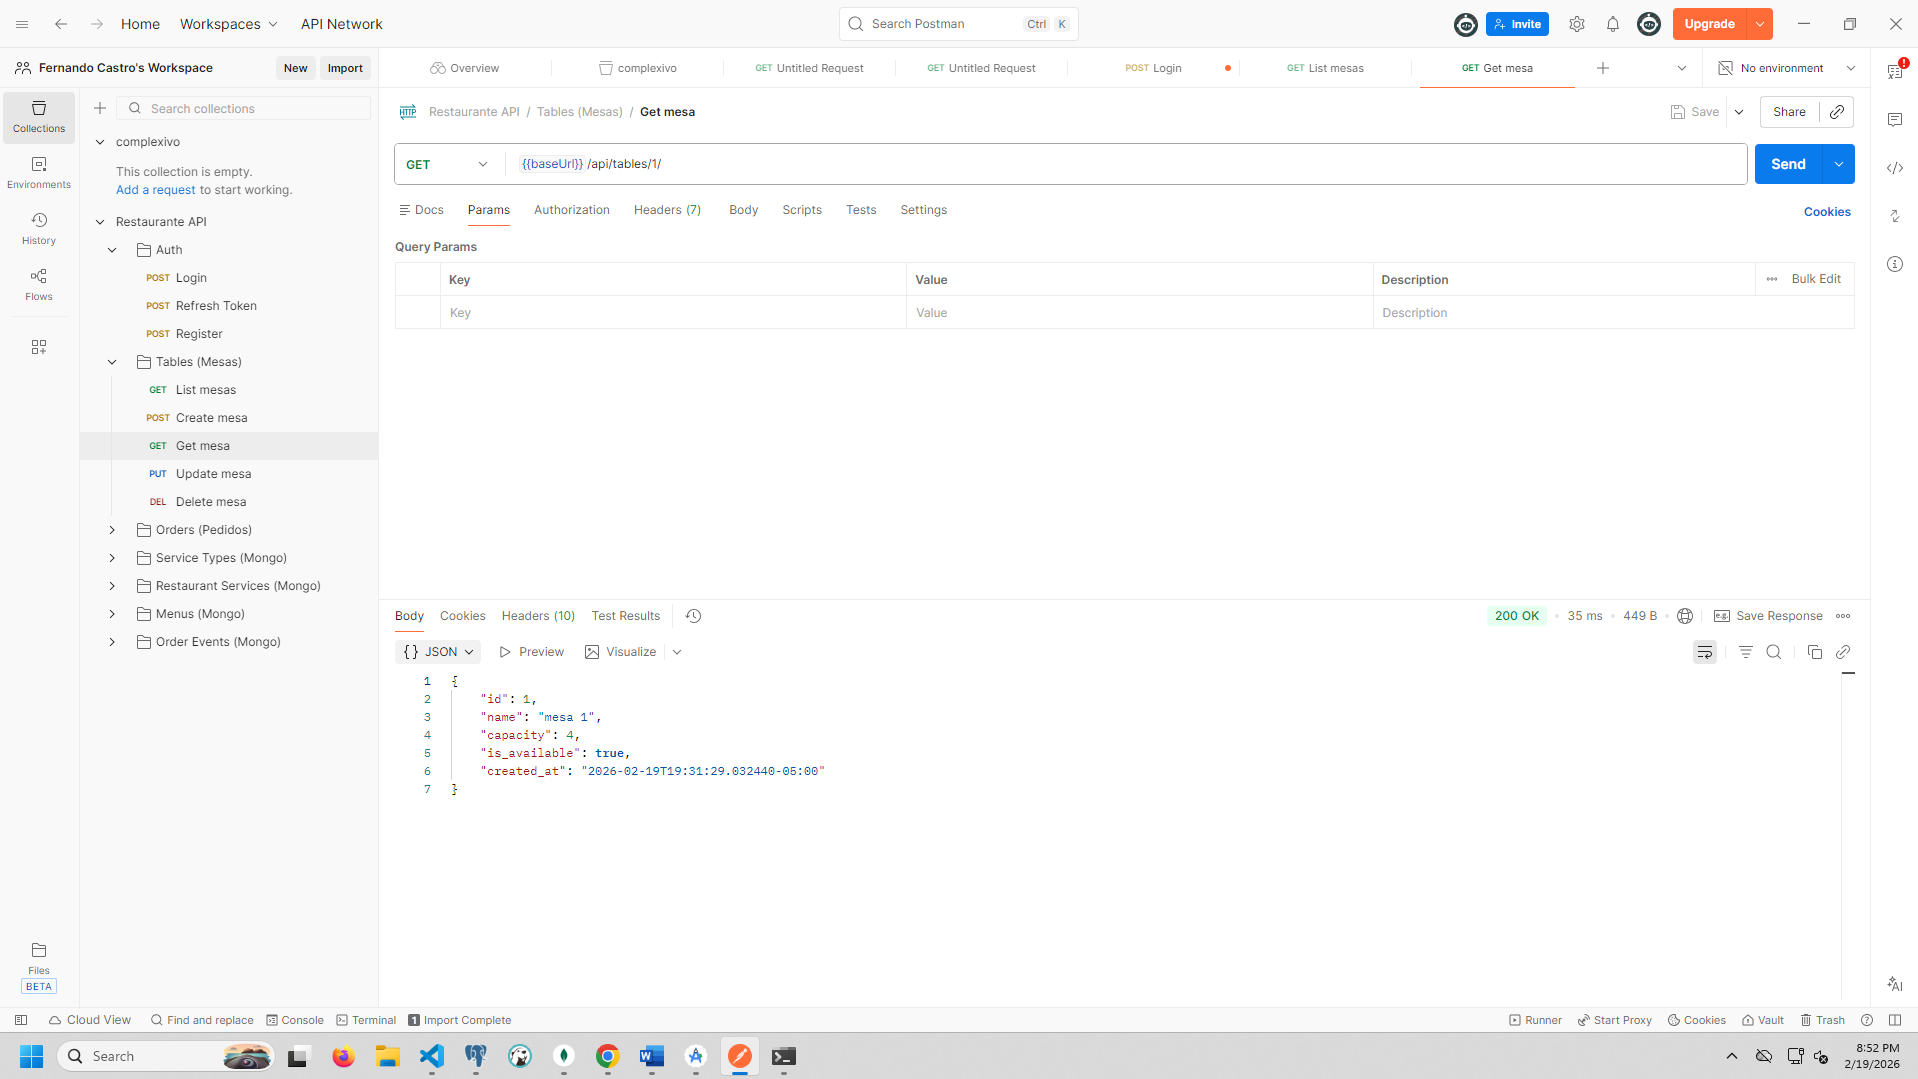 Home
Workspaces
API Network
Search Postman
Ctrl K
Invite
Upgrade
Fernando Castro's Workspace
New
Import
Overview
complexivo
GET Untitled Request
GET Untitled Request
POST Login
GET List mesas
GET Get mesa
No environment
Collections
Environments
History
Flows
Files
BETA
Search collections
complexivo
This collection is empty.
Add a request to start working.
Restaurante API
Auth
POST Login
POST Refresh Token
POST Register
Tables (Mesas)
GET List mesas
POST Create mesa
GET Get mesa
PUT Update mesa
DEL Delete mesa
Orders (Pedidos)
Service Types (Mongo)
Restaurant Services (Mongo)
Menus (Mongo)
Order Events (Mongo)
HTTP Restaurante API / Tables (Mesas) / Get mesa
Save
Share
GET
{{baseUrl}} /api/tables/1/
Send
Docs
Params
Authorization
Headers (7)
Body
Scripts
Tests
Settings
Cookies
Query Params
Key Value Description Bulk Edit
Key Value Description
Body
Cookies
Headers (10)
Test Results
200 OK
35 ms
449 B
e.g. Save Response
{} JSON
Preview
Visualize
1 {
2 "id": 1,
3 "name": "mesa 1",
4 "capacity": 4,
5 "is_available": true,
6 "created_at": "2026-02-19T19:31:29.032440-05:00"
7 }
AI
Cloud View
Find and replace
Console
Terminal
1 Import Complete
Runner
Start Proxy
Cookies
Vault
Trash
Search
8:52 PM
2/19/2026